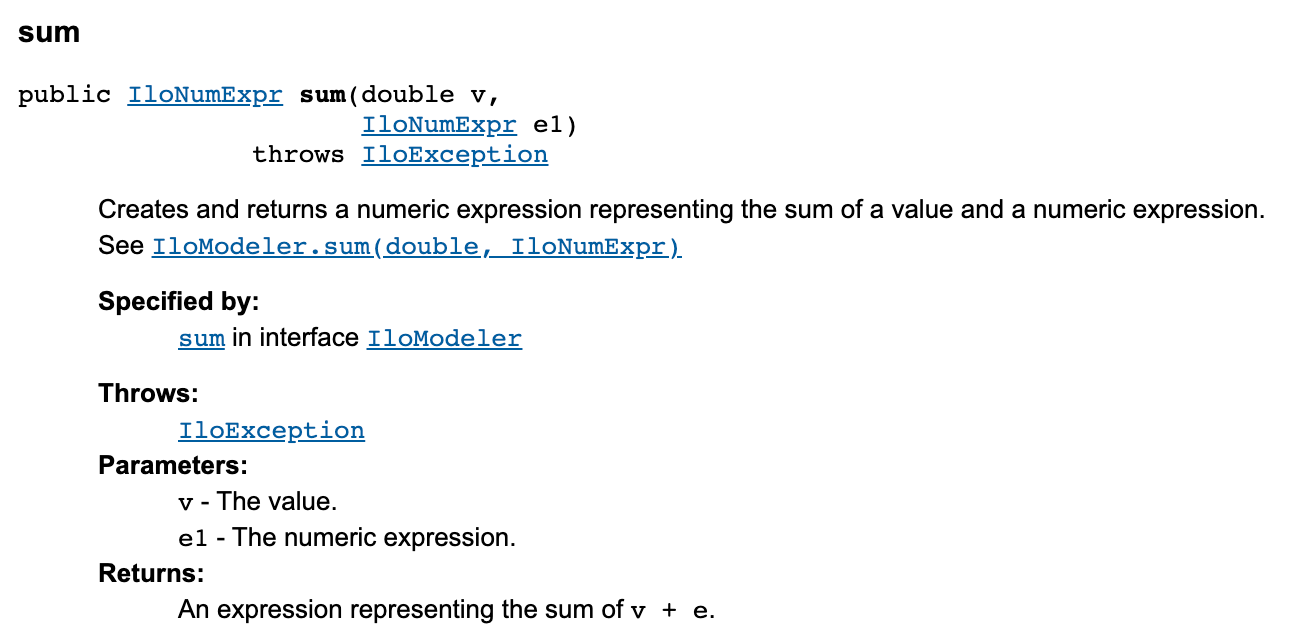 sum
public IloNumExpr sum(double v,
IloNumExpr e1)
throws IloException
Creates and returns a numeric expression representing the sum of a value and a numeric expression.
See IloModeler.sum(double, IloNumExpr)
Specified by:
sum in interface IloModeler
Throws:
IloException
Parameters:
v - The value.
e1 - The numeric expression.
Returns:
An expression representing the sum of v + e.